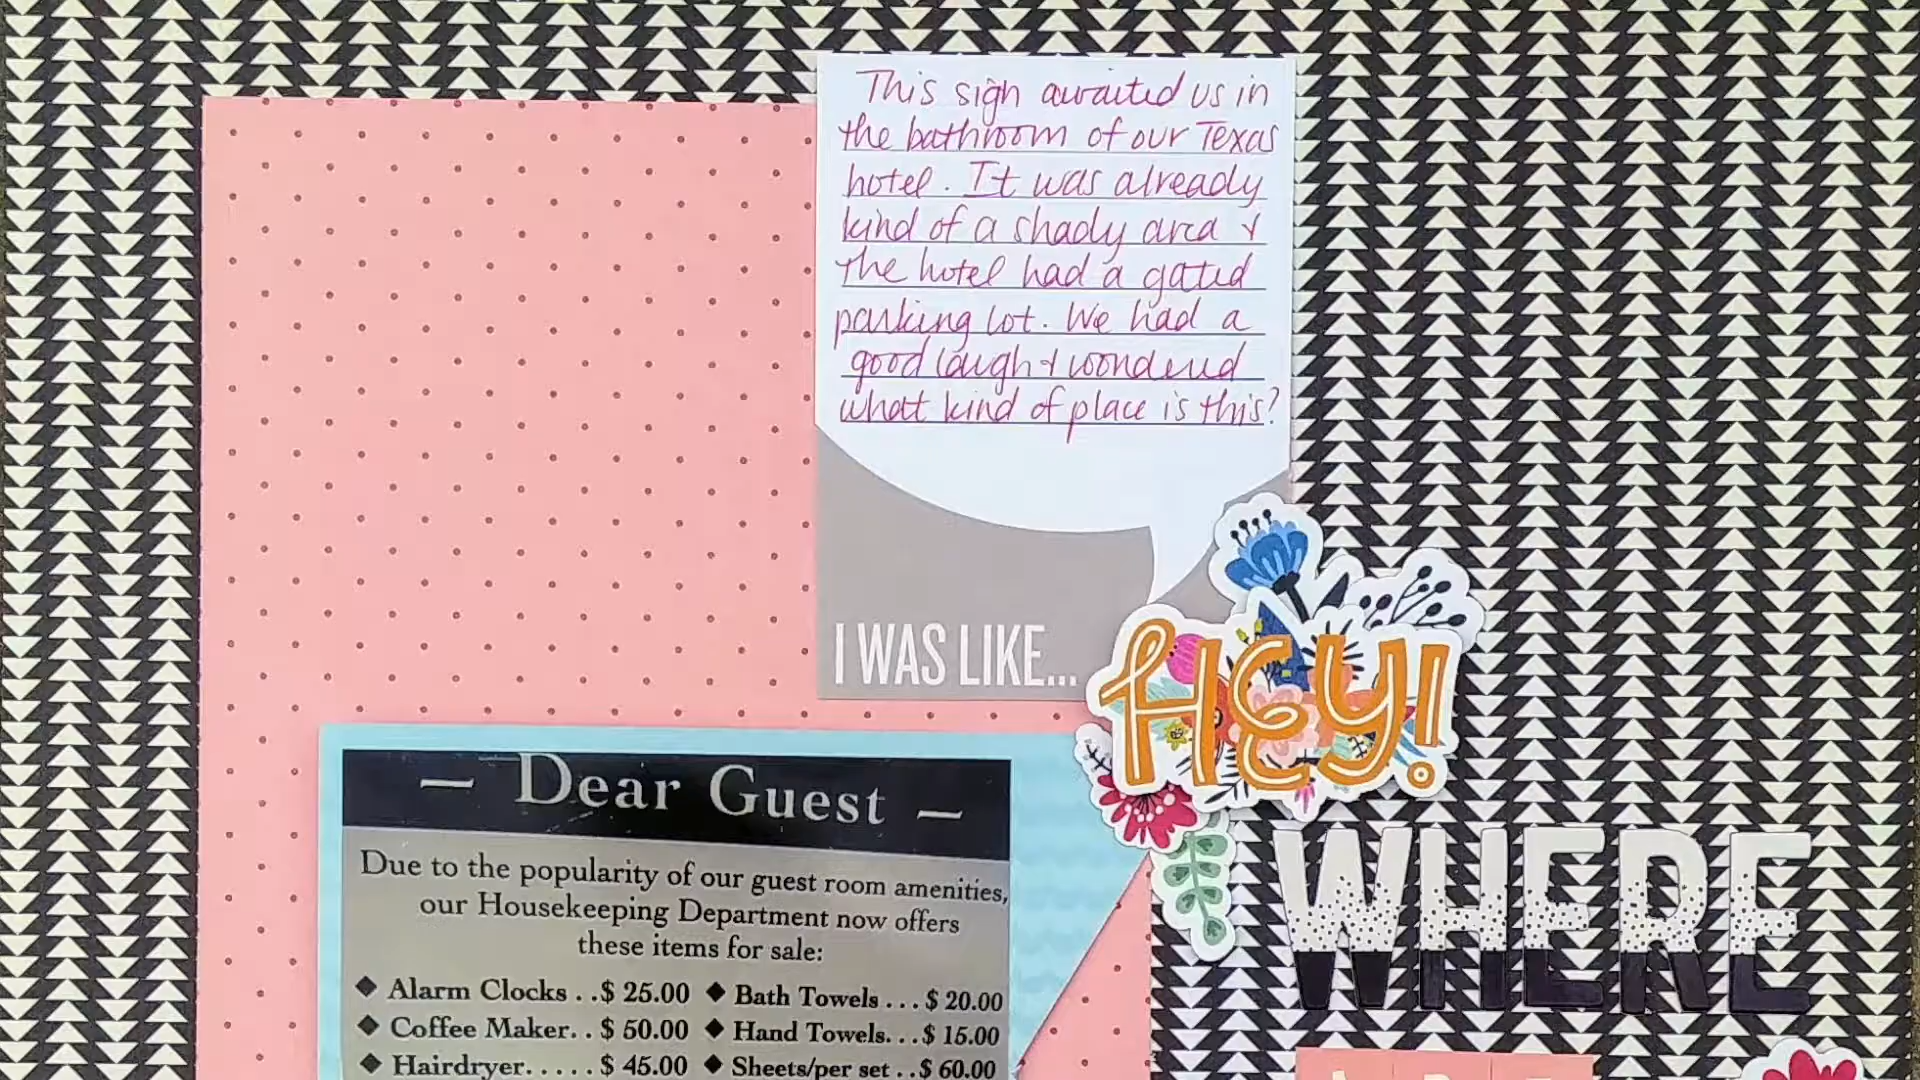 This sign awaited us in
the bathroom of our Texas
hotel. It was already
kind of a shady area &
the hotel had a gated
parking lot. We had a
good laugh & wondered
what kind of place is this?
I WAS LIKE...
HEY!
WHERE
— Dear Guest —
Due to the popularity of our guest room amenities,
our Housekeeping Department now offers
these items for sale:
◆ Alarm Clocks . . $ 25.00 ◆ Bath Towels . . . $ 20.00
◆ Coffee Maker. . $ 50.00 ◆ Hand Towels. . . $ 15.00
◆ Hairdryer. . . . . $ 45.00 ◆ Sheets/per set . . $ 60.00